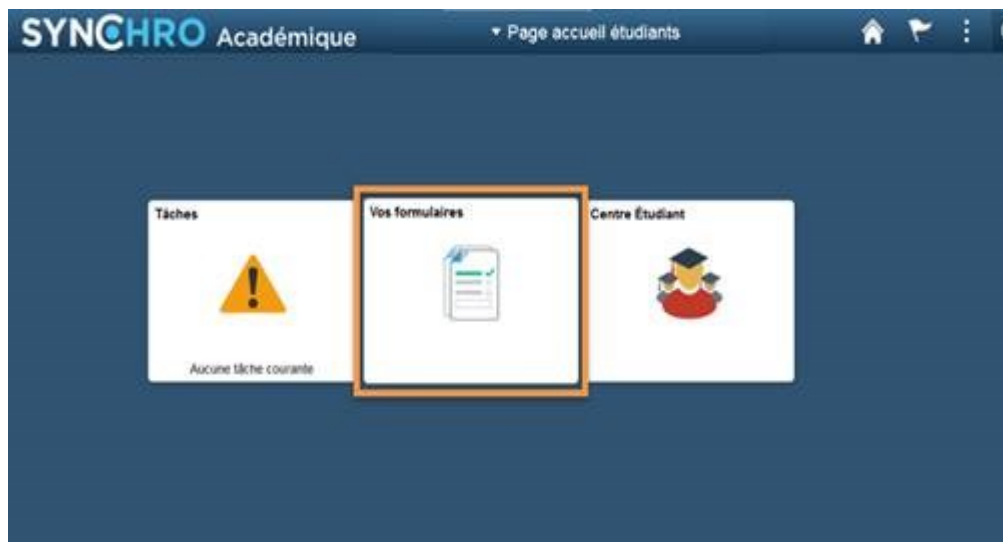 SYNCHRO Académique
Page accueil étudiants
Tâches
Vos formulaires
Centre Étudiant
Aucune tâche courante